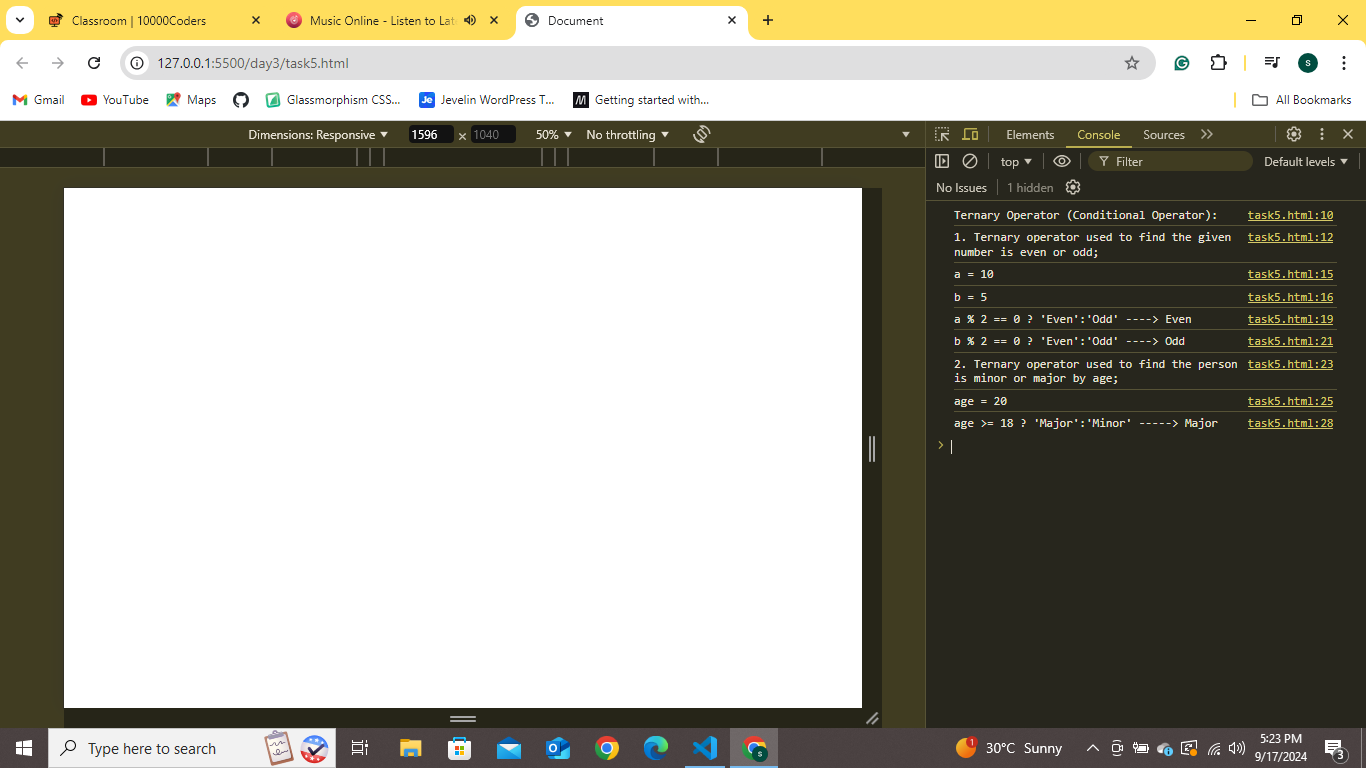 Classroom | 10000Coders
Music Online - Listen to Lat
Document
127.0.0.1:5500/day3/task5.html
Gmail
YouTube
Maps
Glassmorphism CSS...
Jevelin WordPress T...
Getting started with...
All Bookmarks
Dimensions: Responsive
1596
×
1040
50%
No throttling
Elements
Console
Sources
top
Filter
Default levels
No Issues
1 hidden
Ternary Operator (Conditional Operator): task5.html:10
1. Ternary operator used to find the given task5.html:12
number is even or odd;
a = 10 task5.html:15
b = 5 task5.html:16
a % 2 == 0 ? 'Even':'Odd' ----> Even task5.html:19
b % 2 == 0 ? 'Even':'Odd' ----> Odd task5.html:21
2. Ternary operator used to find the person task5.html:23
is minor or major by age;
age = 20 task5.html:25
age >= 18 ? 'Major':'Minor' -----> Major task5.html:28
Type here to search
30°C Sunny
5:23 PM
9/17/2024
3